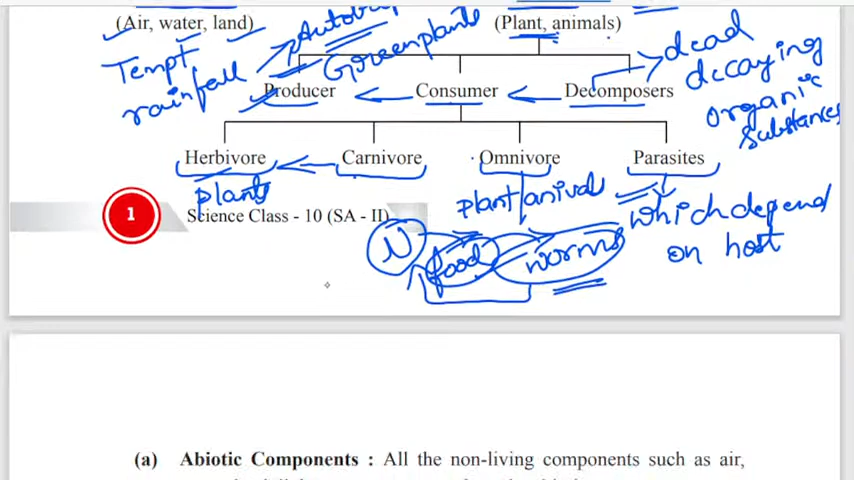 (Air, water, land) (Plant, animals)
Tempt
rainfall
Greenplants
dead
decaying
organic
substances
Producer Consumer Decomposers
Herbivore Carnivore Omnivore Parasites
plants
plant/
which depend
on host
1 Science Class - 10 (SA - II)
N food worms
(a) Abiotic Components : All the non-living components such as air,